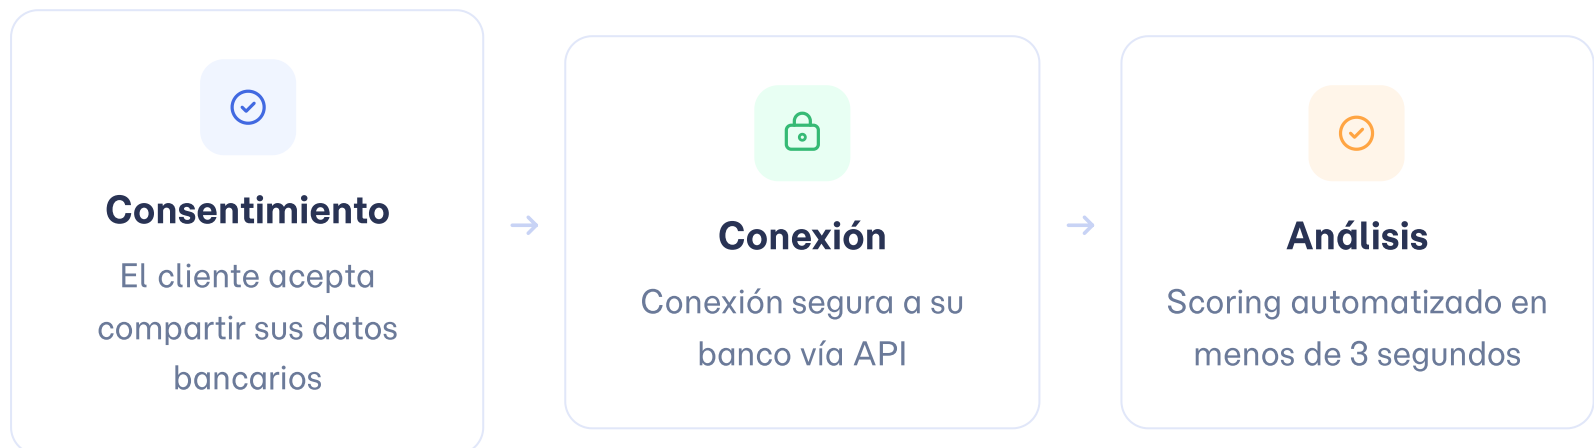 Consentimiento
El cliente acepta
compartir sus datos
bancarios
Conexión
Conexión segura a su
banco vía API
Análisis
Scoring automatizado en
menos de 3 segundos